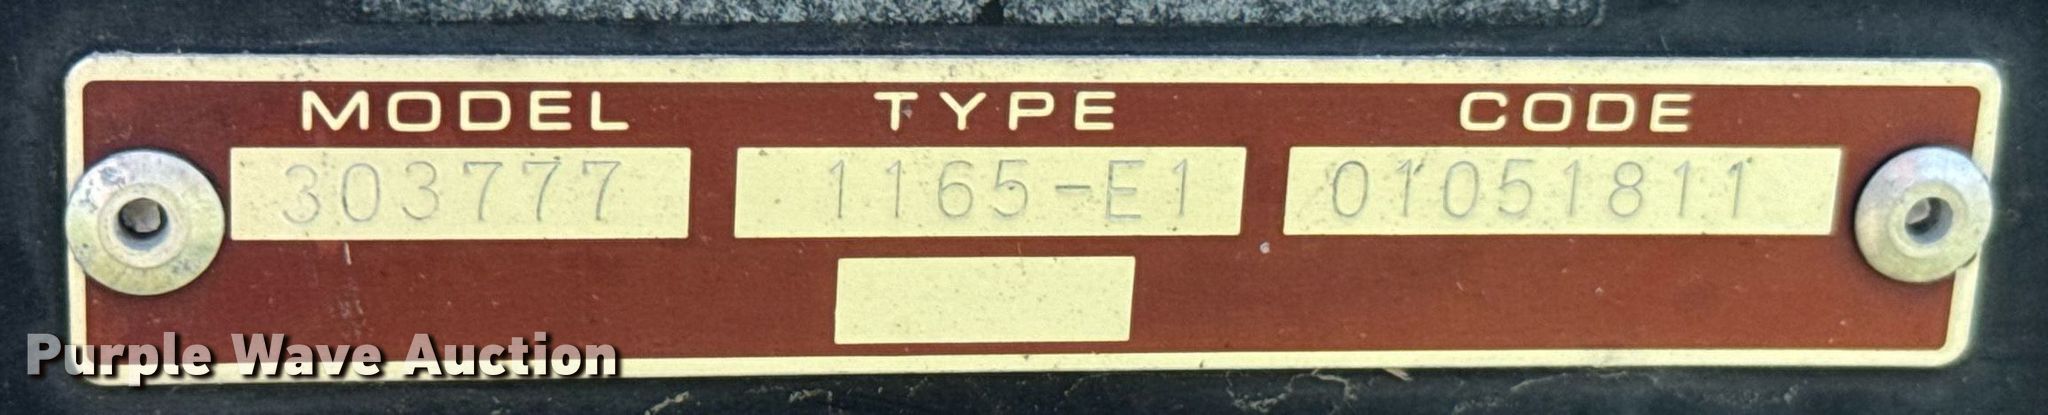 MODEL TYPE CODE
303777 1165-E1 01051811
Purple Wave Auction